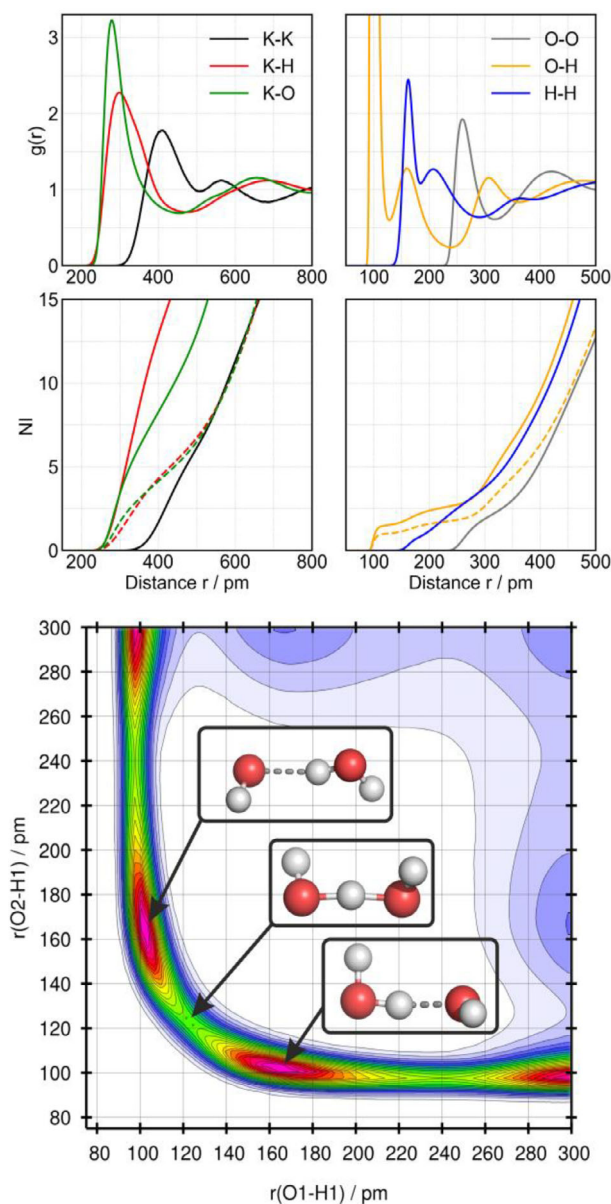 g(r)
3
2
1
0
K-K
K-H
K-O
200 400 600 800
O-O
O-H
H-H
100 200 300 400 500
NI
15
10
5
0
200 400 600 800
Distance r / pm
100 200 300 400 500
Distance r / pm
r(O2-H1) / pm
300
280
260
240
220
200
180
160
140
120
100
80
80 100 120 140 160 180 200 220 240 260 280 300
r(O1-H1) / pm